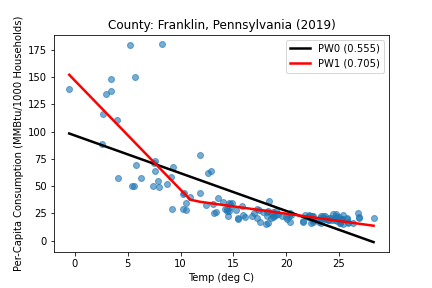 County: Franklin, Pennsylvania (2019)
Per-Capita Consumption (MMBtu/1000 Households)
175
150
125
100
75
50
25
0
PW0 (0.555)
PW1 (0.705)
0 5 10 15 20 25
Temp (deg C)